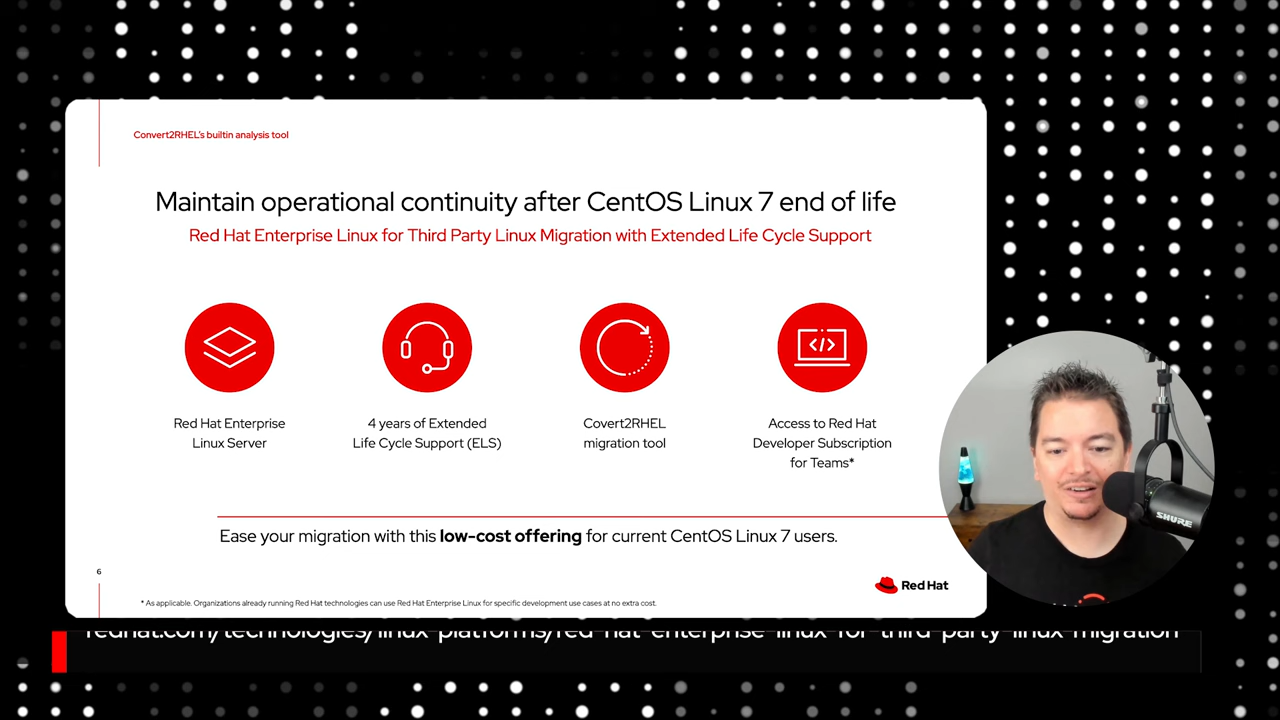 Convert2RHEL's builtin analysis tool
Maintain operational continuity after CentOS Linux 7 end of life
Red Hat Enterprise Linux for Third Party Linux Migration with Extended Life Cycle Support
Red Hat Enterprise
Linux Server
4 years of Extended
Life Cycle Support (ELS)
Covert2RHEL
migration tool
Access to Red Hat
Developer Subscription
for Teams*
Ease your migration with this low-cost offering for current CentOS Linux 7 users.
6
Red Hat
* As applicable. Organizations already running Red Hat technologies can use Red Hat Enterprise Linux for specific development use cases at no extra cost.
redhat.com/technologies/linux-platforms/red-hat-enterprise-linux-for-third-party-linux-migration
SHURE